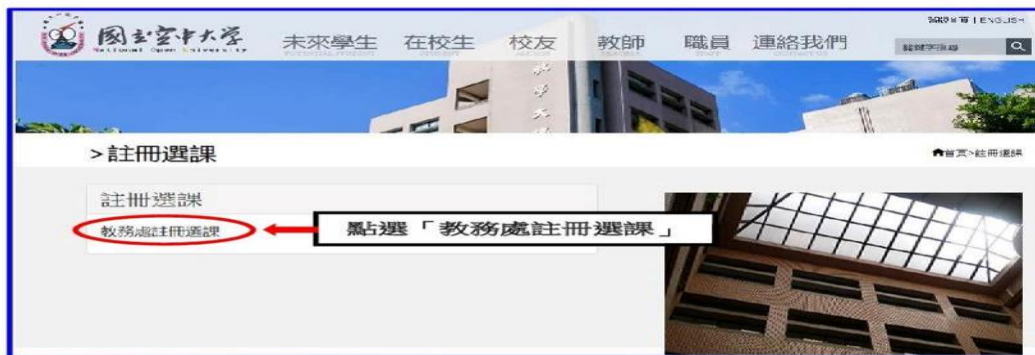 國立空中大學
National Open University
ENGLISH
未來學生 在校生 校友 教師 職員 連絡我們
>註冊選課
首頁>註冊選課
註冊選課
教務處註冊選課
點選「教務處註冊選課」